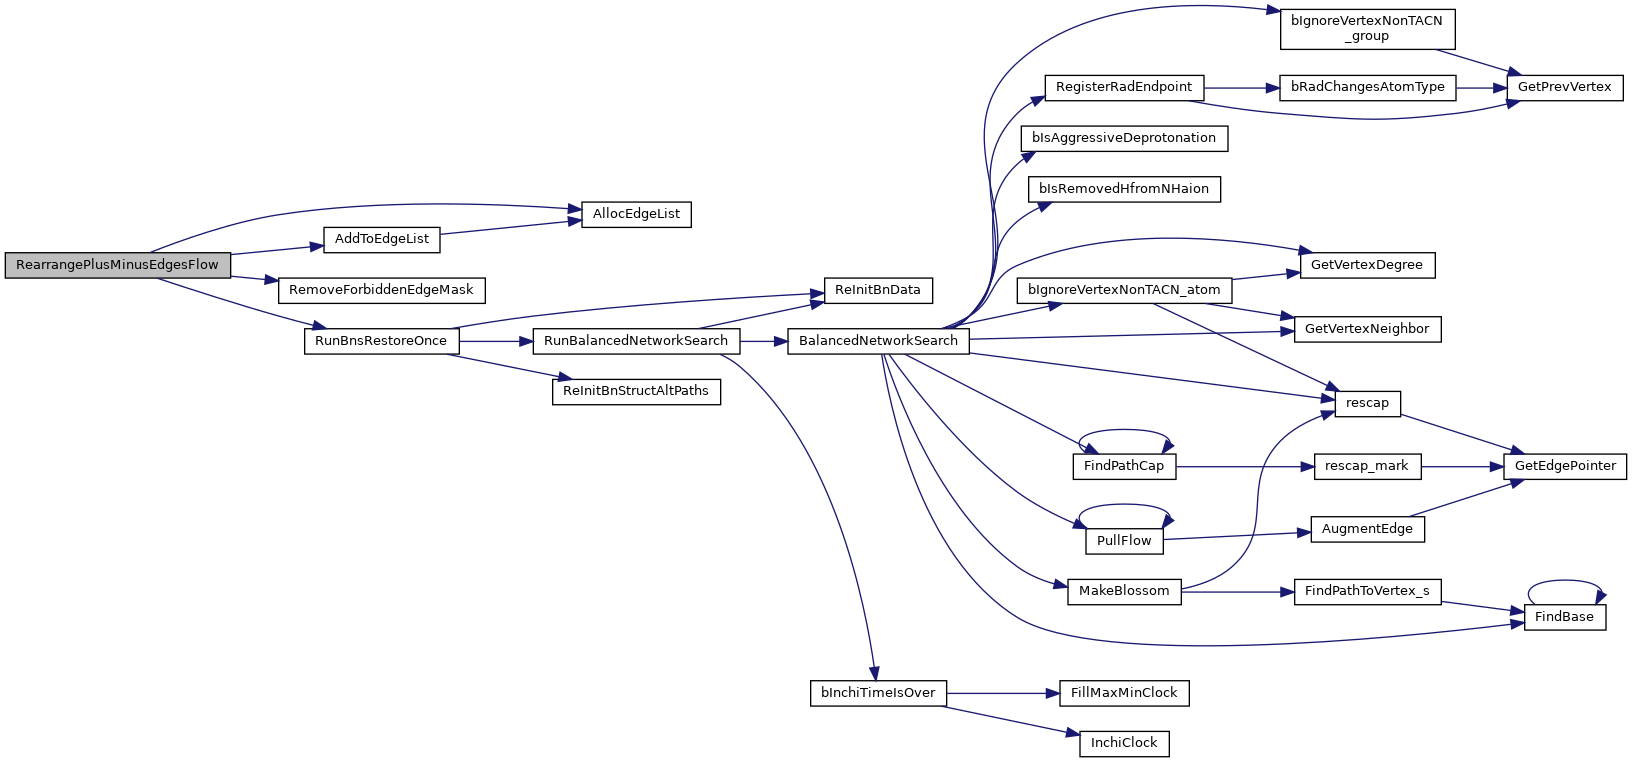 bIgnoreVertexNonTACN
_group
RegisterRadEndpoint
bRadChangesAtomType
GetPrevVertex
bIsAggressiveDeprotonation
bIsRemovedHfromNHaion
AllocEdgeList
AddToEdgeList
RearrangePlusMinusEdgesFlow
GetVertexDegree
RemoveForbiddenEdgeMask
ReInitBnData
bIgnoreVertexNonTACN_atom
GetVertexNeighbor
RunBnsRestoreOnce
RunBalancedNetworkSearch
BalancedNetworkSearch
ReInitBnStructAltPaths
rescap
FindPathCap
rescap_mark
GetEdgePointer
AugmentEdge
PullFlow
MakeBlossom
FindPathToVertex_s
FindBase
bInchiTimeIsOver
FillMaxMinClock
InchiClock